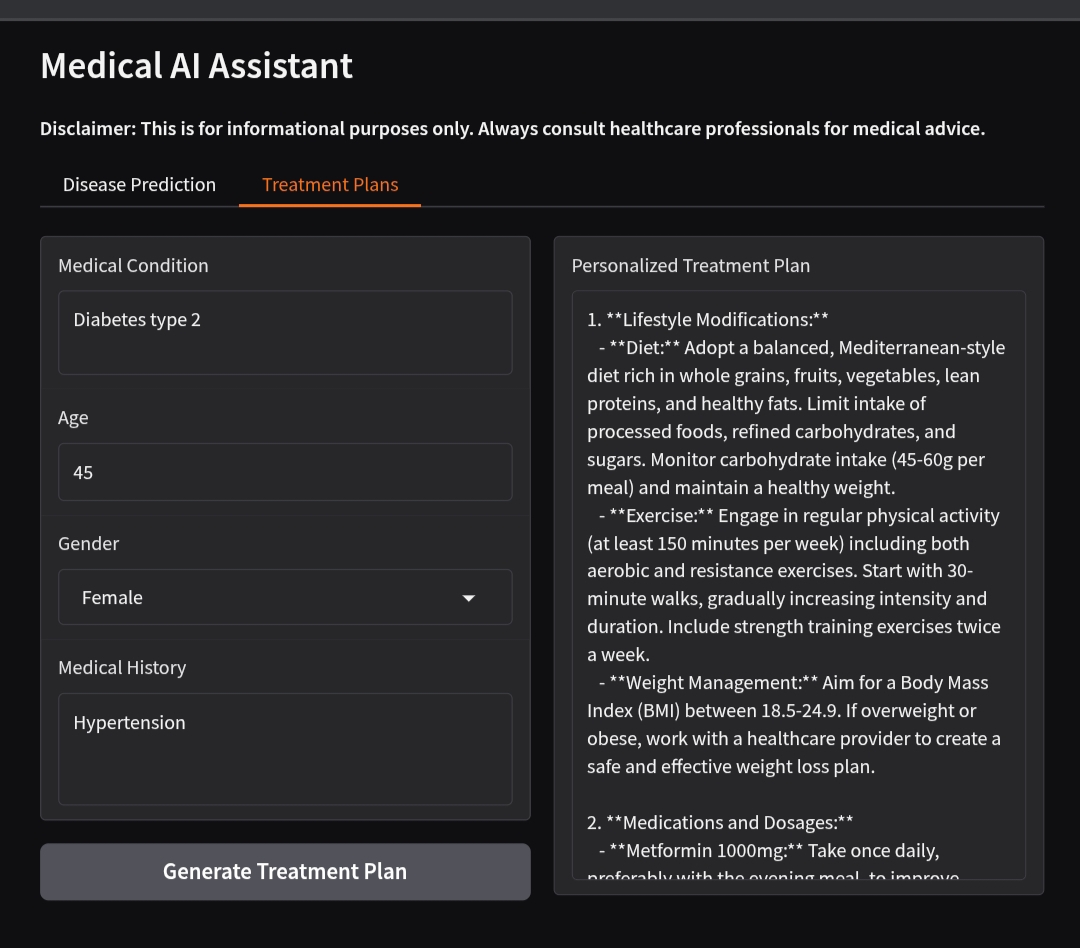 Medical AI Assistant
Disclaimer: This is for informational purposes only. Always consult healthcare professionals for medical advice.
Disease Prediction
Treatment Plans
Medical Condition
Diabetes type 2
Age
45
Gender
Female
Medical History
Hypertension
Generate Treatment Plan
Personalized Treatment Plan
1. **Lifestyle Modifications:**
- **Diet:** Adopt a balanced, Mediterranean-style
diet rich in whole grains, fruits, vegetables, lean
proteins, and healthy fats. Limit intake of
processed foods, refined carbohydrates, and
sugars. Monitor carbohydrate intake (45-60g per
meal) and maintain a healthy weight.
- **Exercise:** Engage in regular physical activity
(at least 150 minutes per week) including both
aerobic and resistance exercises. Start with 30-
minute walks, gradually increasing intensity and
duration. Include strength training exercises twice
a week.
- **Weight Management:** Aim for a Body Mass
Index (BMI) between 18.5-24.9. If overweight or
obese, work with a healthcare provider to create a
safe and effective weight loss plan.
2. **Medications and Dosages:**
- **Metformin 1000mg:** Take once daily,
preferably with the evening meal, to improve